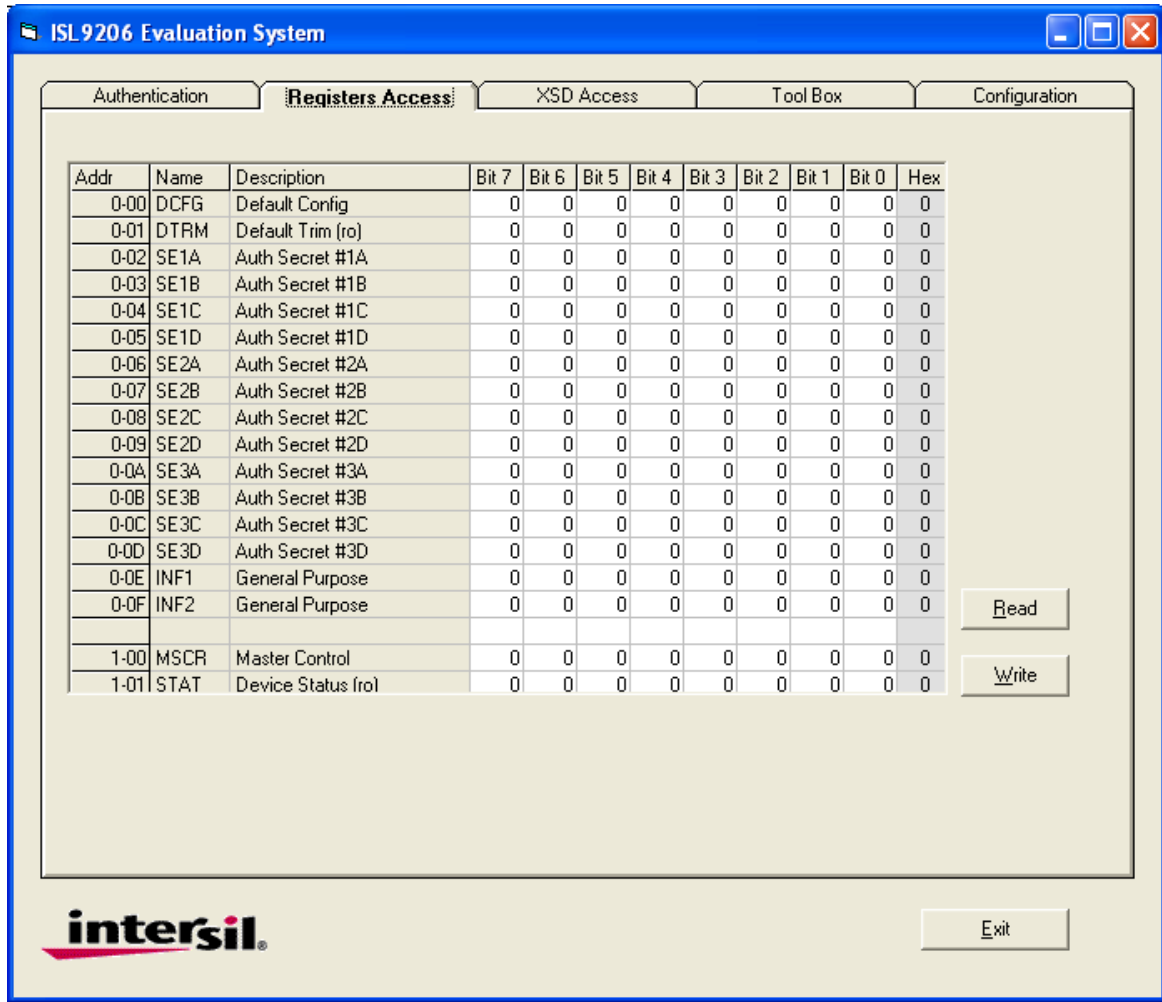 ISL9206 Evaluation System
Authentication Registers Access XSD Access Tool Box Configuration
Addr Name Description Bit 7 Bit 6 Bit 5 Bit 4 Bit 3 Bit 2 Bit 1 Bit 0 Hex
0-00 DCFG Default Config 0 0 0 0 0 0 0 0 0
0-01 DTRM Default Trim (ro) 0 0 0 0 0 0 0 0 0
0-02 SE1A Auth Secret #1A 0 0 0 0 0 0 0 0 0
0-03 SE1B Auth Secret #1B 0 0 0 0 0 0 0 0 0
0-04 SE1C Auth Secret #1C 0 0 0 0 0 0 0 0 0
0-05 SE1D Auth Secret #1D 0 0 0 0 0 0 0 0 0
0-06 SE2A Auth Secret #2A 0 0 0 0 0 0 0 0 0
0-07 SE2B Auth Secret #2B 0 0 0 0 0 0 0 0 0
0-08 SE2C Auth Secret #2C 0 0 0 0 0 0 0 0 0
0-09 SE2D Auth Secret #2D 0 0 0 0 0 0 0 0 0
0-0A SE3A Auth Secret #3A 0 0 0 0 0 0 0 0 0
0-0B SE3B Auth Secret #3B 0 0 0 0 0 0 0 0 0
0-0C SE3C Auth Secret #3C 0 0 0 0 0 0 0 0 0
0-0D SE3D Auth Secret #3D 0 0 0 0 0 0 0 0 0
0-0E INF1 General Purpose 0 0 0 0 0 0 0 0 0
0-0F INF2 General Purpose 0 0 0 0 0 0 0 0 0
Read
1-00 MSCR Master Control 0 0 0 0 0 0 0 0 0
1-01 STAT Device Status (ro) 0 0 0 0 0 0 0 0 0
Write
intersil®
Exit